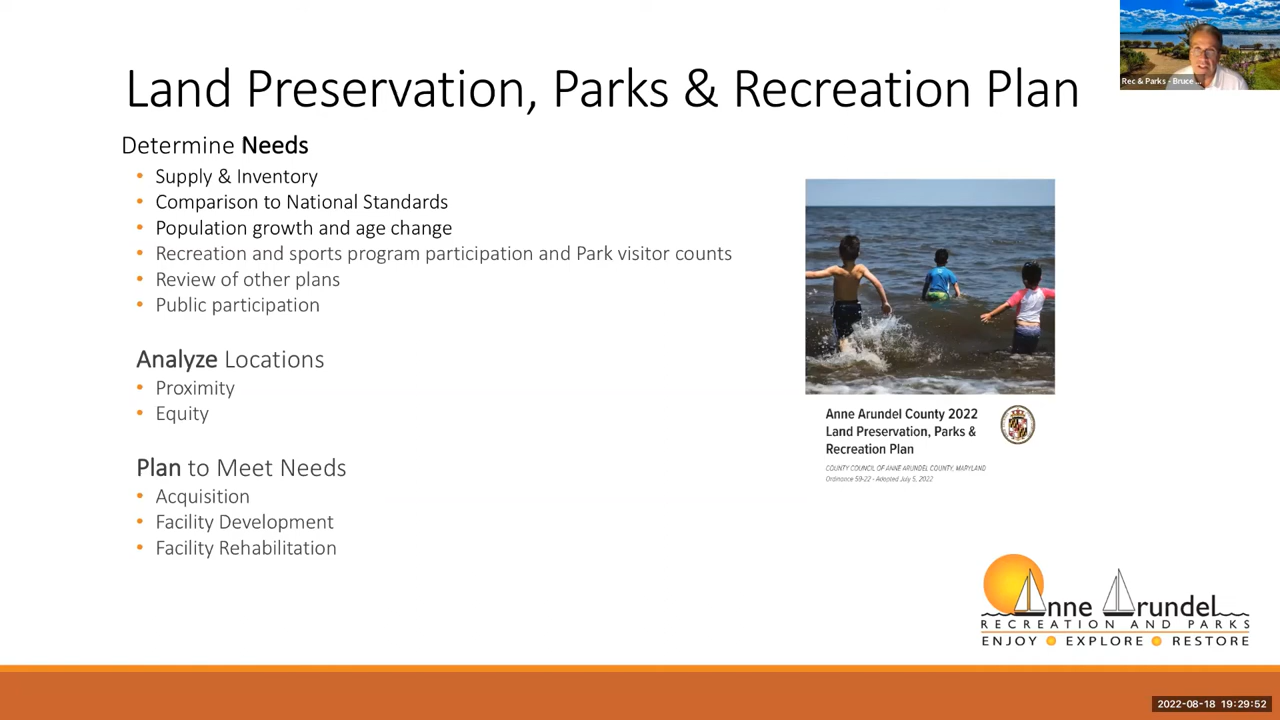 Land Preservation, Parks & Recreation Plan
Rec & Parks - Bruce ...
Determine Needs
• Supply & Inventory
• Comparison to National Standards
• Population growth and age change
• Recreation and sports program participation and Park visitor counts
• Review of other plans
• Public participation
Analyze Locations
• Proximity
• Equity
Plan to Meet Needs
• Acquisition
• Facility Development
• Facility Rehabilitation
Anne Arundel County 2022
Land Preservation, Parks &
Recreation Plan
COUNTY COUNCIL OF ANNE ARUNDEL COUNTY, MARYLAND
Ordinance 59-22 - Adopted July 5, 2022
Anne Arundel
RECREATION AND PARKS
ENJOY EXPLORE RESTORE
2022-08-18 19:29:52